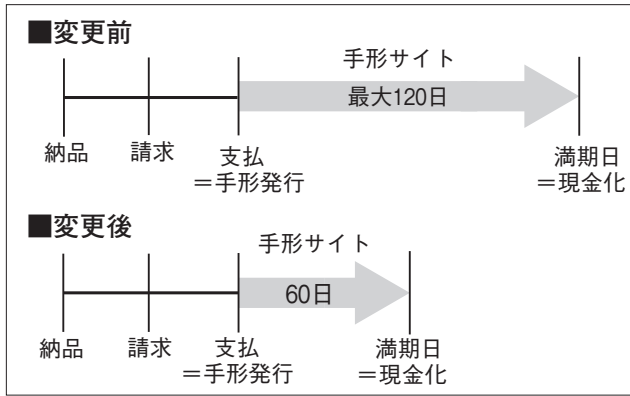 ■変更前
手形サイト
最大120日
納品
請求
支払
＝手形発行
満期日
＝現金化
■変更後
手形サイト
60日
納品
請求
支払
＝手形発行
満期日
＝現金化